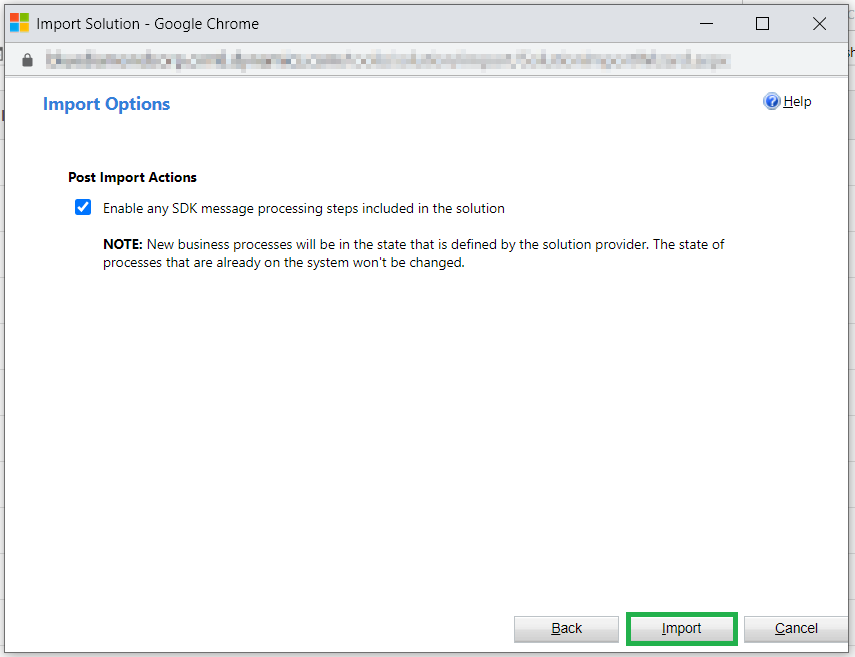 Import Solution - Google Chrome
Import Options
Help
Post Import Actions
Enable any SDK message processing steps included in the solution
NOTE: New business processes will be in the state that is defined by the solution provider. The state of
processes that are already on the system won't be changed.
Back
Import
Cancel